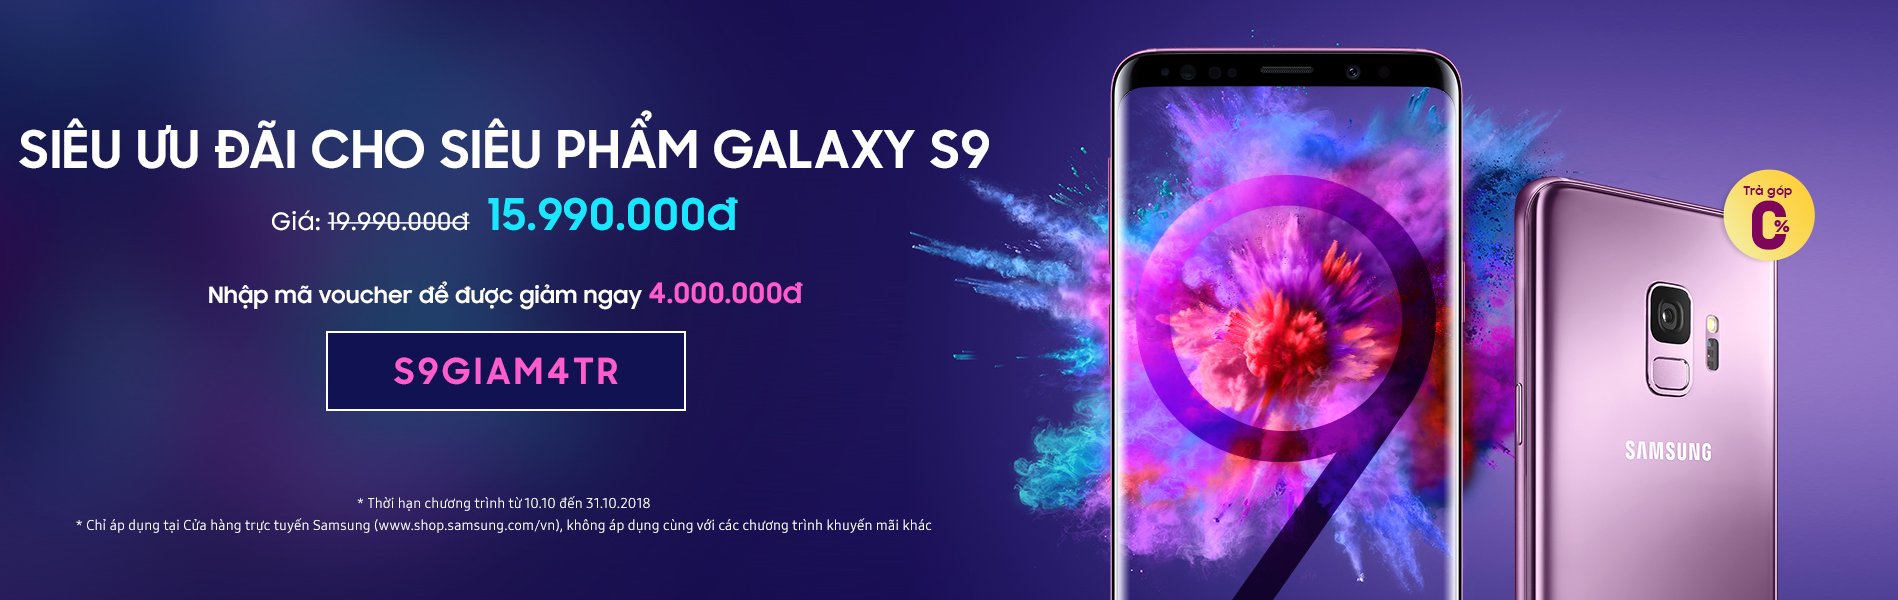 SIÊU ƯU ĐÃI CHO SIÊU PHẨM GALAXY S9
Giá: 19.990.000đ 15.990.000đ
Nhập mã voucher để được giảm ngay 4.000.000đ
S9GIAM4TR
* Thời hạn chương trình từ 10.10 đến 31.10.2018
* Chỉ áp dụng tại Cửa hàng trực tuyến Samsung (www.shop.samsung.com/vn), không áp dụng cùng với các chương trình khuyến mãi khác
9
Trả góp
0%
SAMSUNG